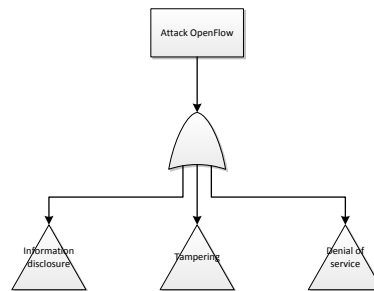 Attack OpenFlow
Information
disclosure
Tampering
Denial of
service